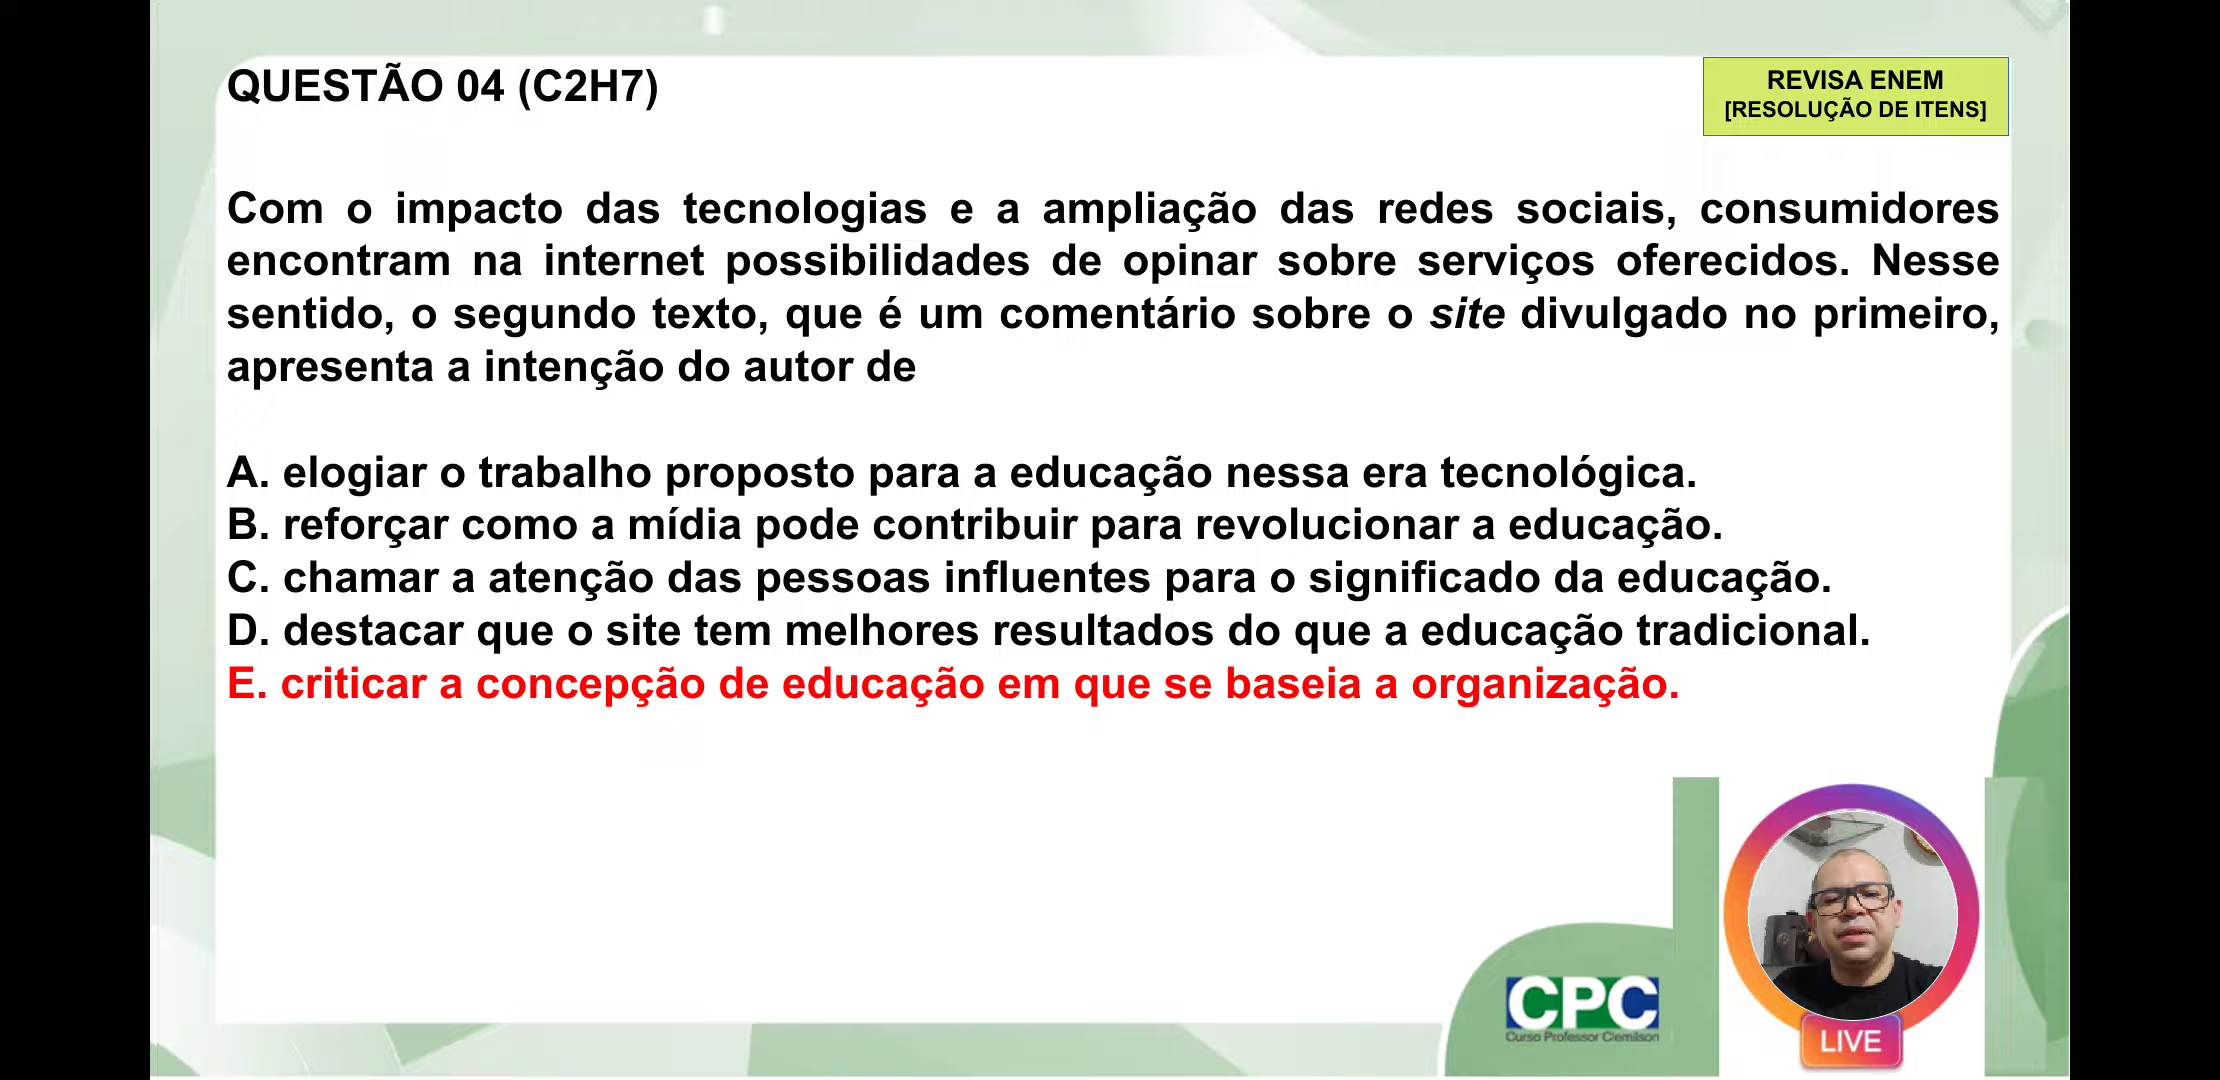 QUESTÃO 04 (C2H7)
REVISA ENEM
[RESOLUÇÃO DE ITENS]
Com o impacto das tecnologias e a ampliação das redes sociais, consumidores
encontram na internet possibilidades de opinar sobre serviços oferecidos. Nesse
sentido, o segundo texto, que é um comentário sobre o site divulgado no primeiro,
apresenta a intenção do autor de
A. elogiar o trabalho proposto para a educação nessa era tecnológica.
B. reforçar como a mídia pode contribuir para revolucionar a educação.
C. chamar a atenção das pessoas influentes para o significado da educação.
D. destacar que o site tem melhores resultados do que a educação tradicional.
E. criticar a concepção de educação em que se baseia a organização.
CPC
Curso Professor Clemilson
LIVE